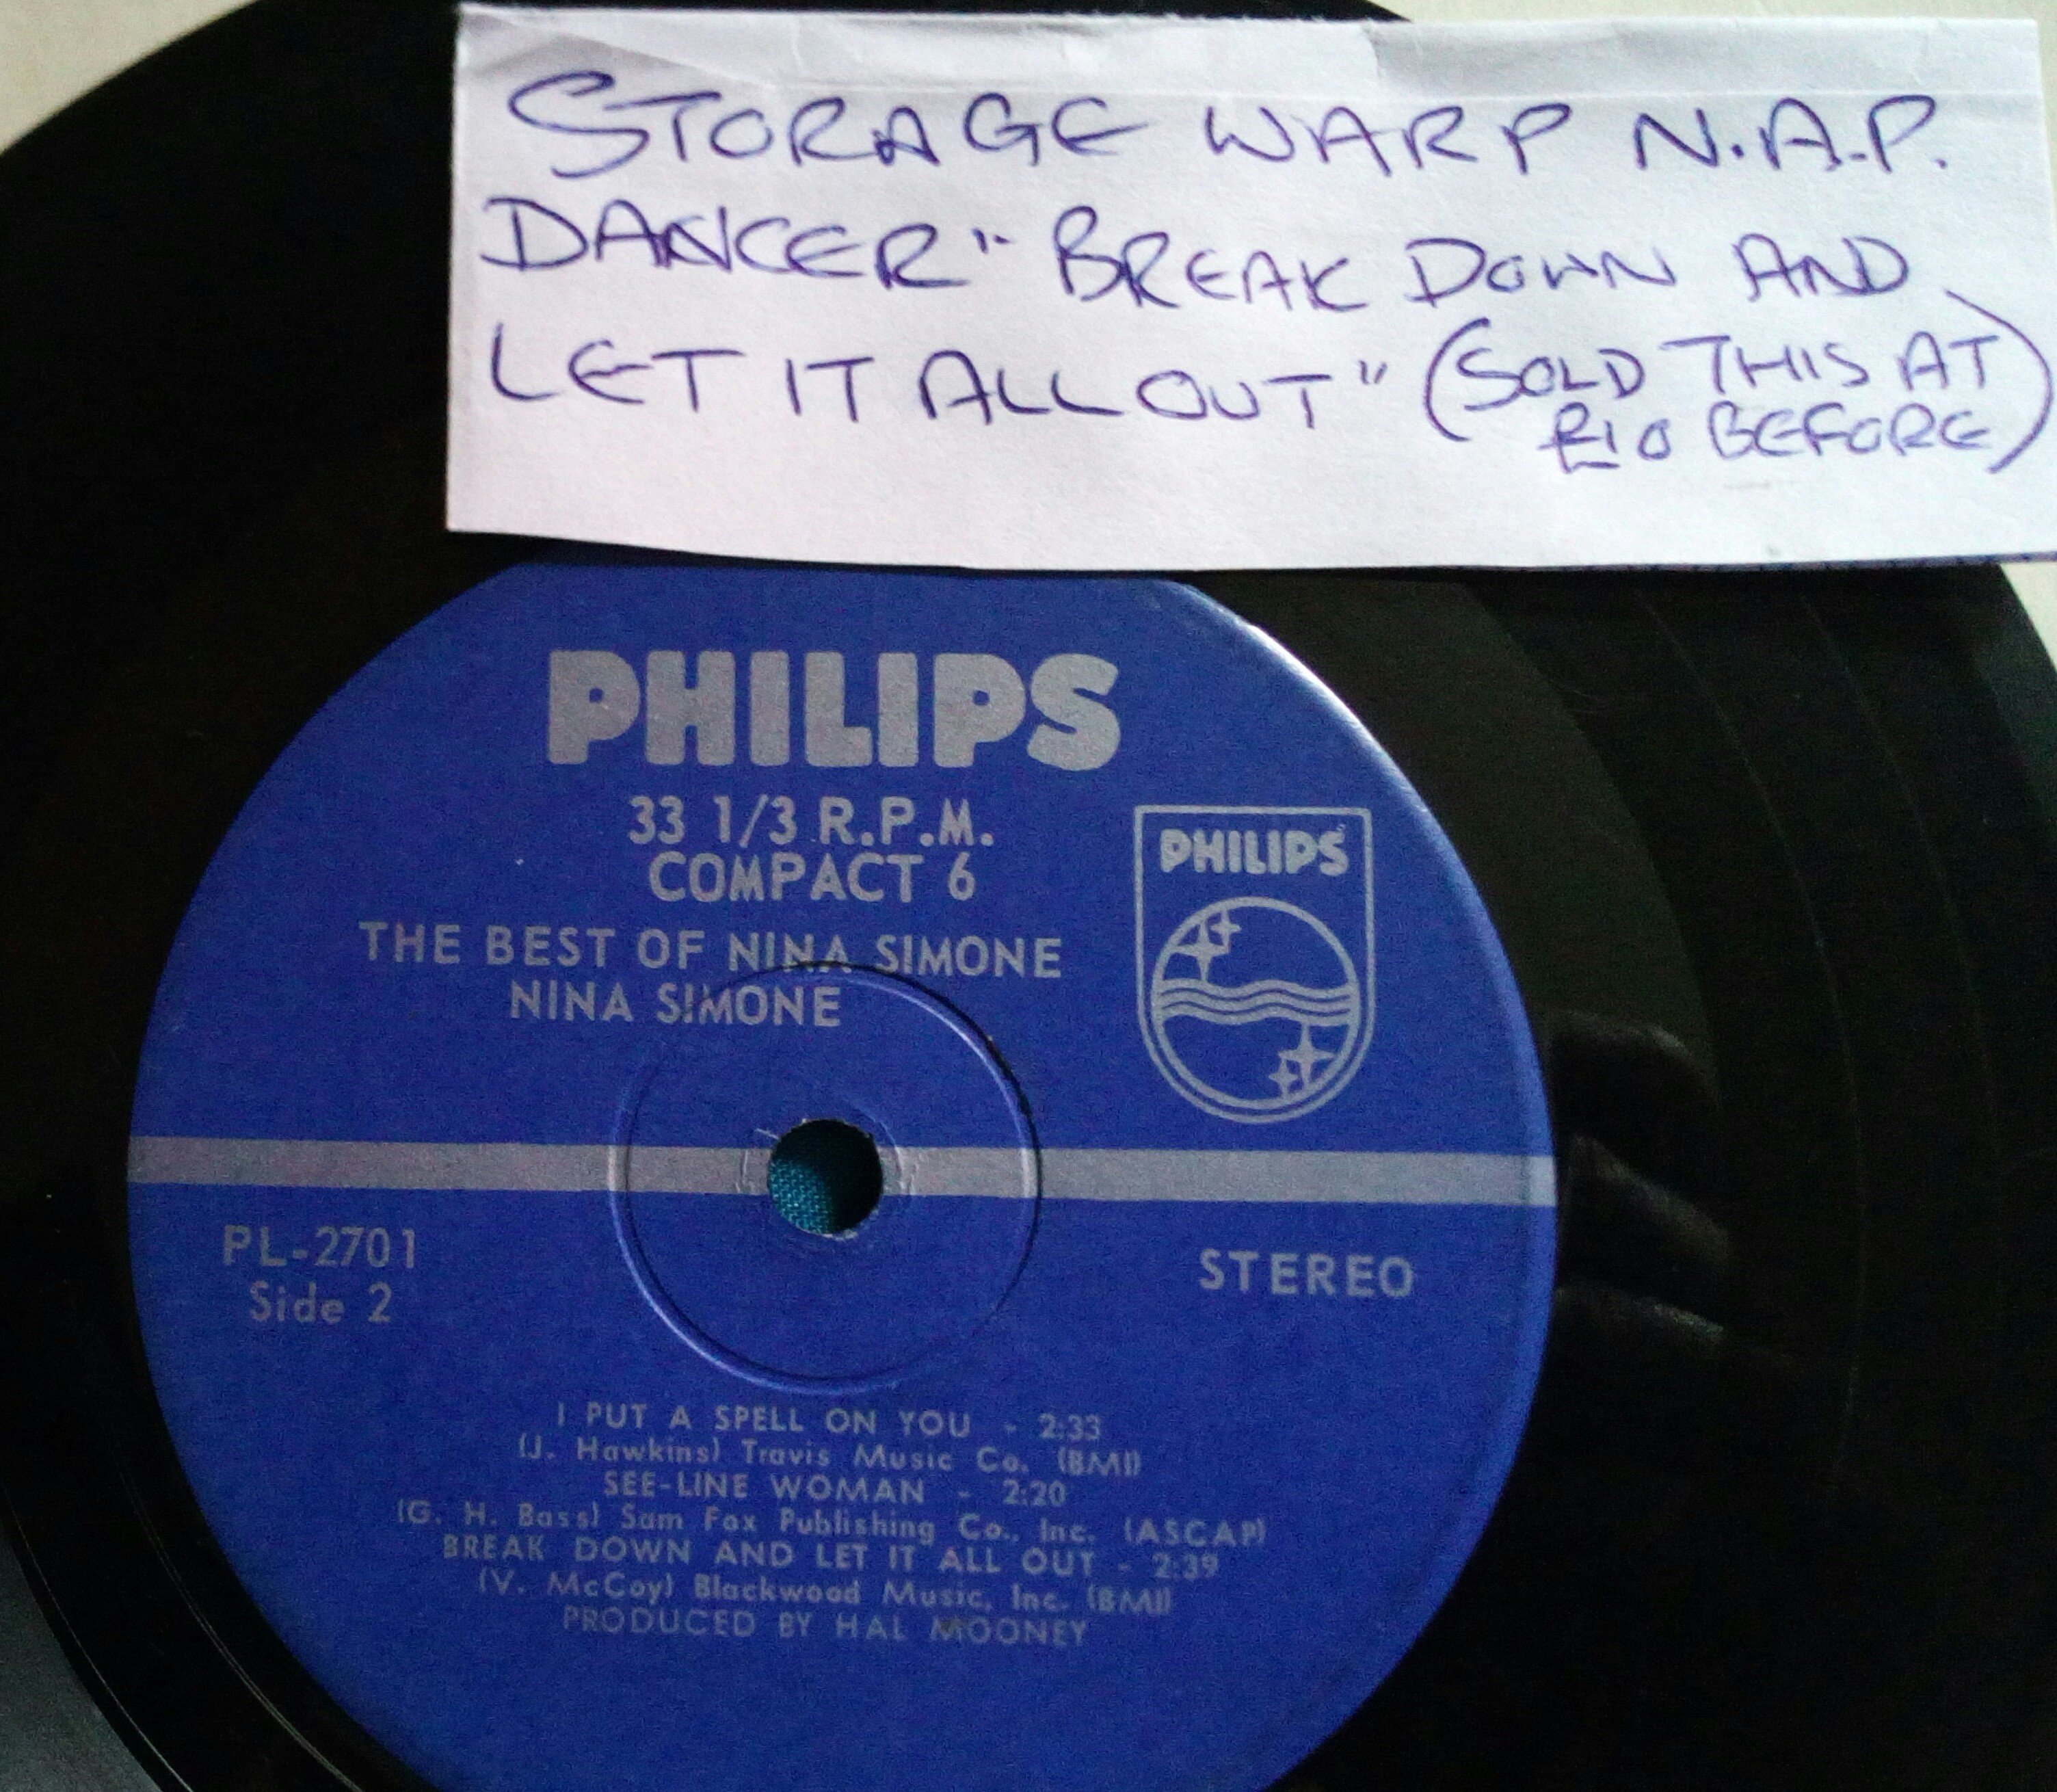 STORAGE WARP N.A.P.
DANCER "BREAK DOWN AND
LET IT ALL OUT" (SOLD THIS AT
RIO BEFORE)
PHILIPS
33 1/3 R.P.M.
COMPACT 6
PHILIPS
THE BEST OF NINA SIMONE
NINA SIMONE
PL-2701
Side 2
STEREO
I PUT A SPELL ON YOU - 2:33
(J. Hawkins) Travis Music Co. (BMI)
SEE-LINE WOMAN - 2:20
(G. H. Bass) Sam Fox Publishing Co., Inc. (ASCAP)
BREAK DOWN AND LET IT ALL OUT - 2:39
(V. McCoy) Blackwood Music, Inc. (BMI)
PRODUCED BY HAL MOONEY